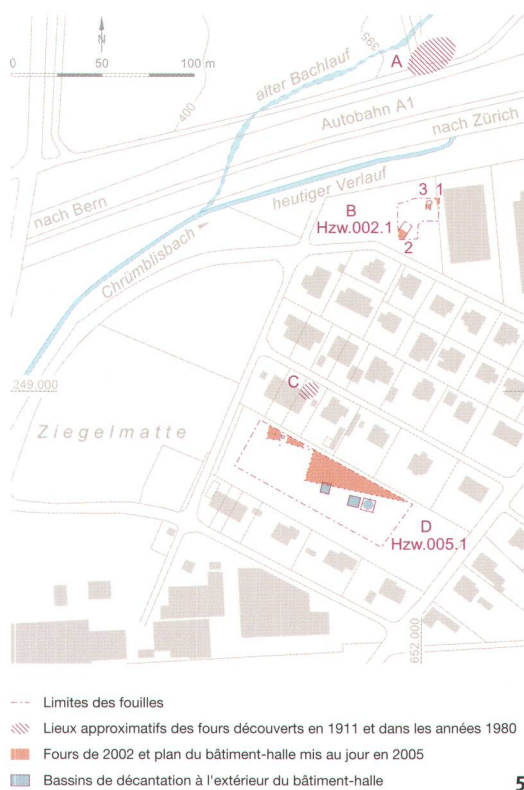 N
0 50 100 m
395
A
alter Bachlauf
400
Autobahn A1
nach Zürich
nach Bern
heutiger Verlauf
3 1
B
Hzw.002.1
2
Chrümblisbach
249.000
C
Ziegelmatte
D
Hzw.005.1
652.000
Limites des fouilles
Lieux approximatifs des fours découverts en 1911 et dans les années 1980
Fours de 2002 et plan du bâtiment-halle mis au jour en 2005
Bassins de décantation à l'extérieur du bâtiment-halle
5